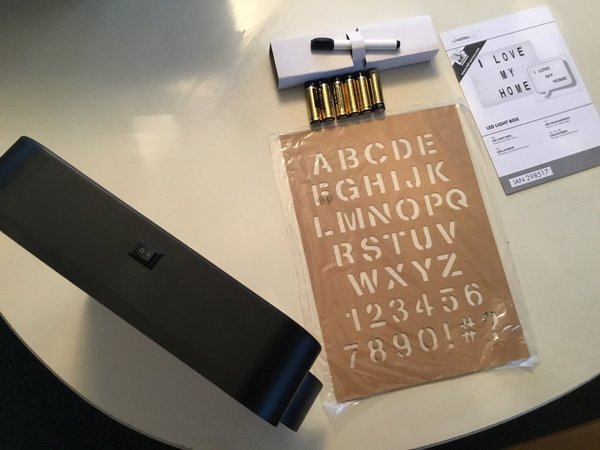 LIVARNO
I LOVE
MY
HOME
I LOVE
MY
HOME
LED LIGHT BOX
IAN 298517
ABCDE
FGHIJK
LMNOPQ
RSTUV
WXYZ
123456
7890!#?